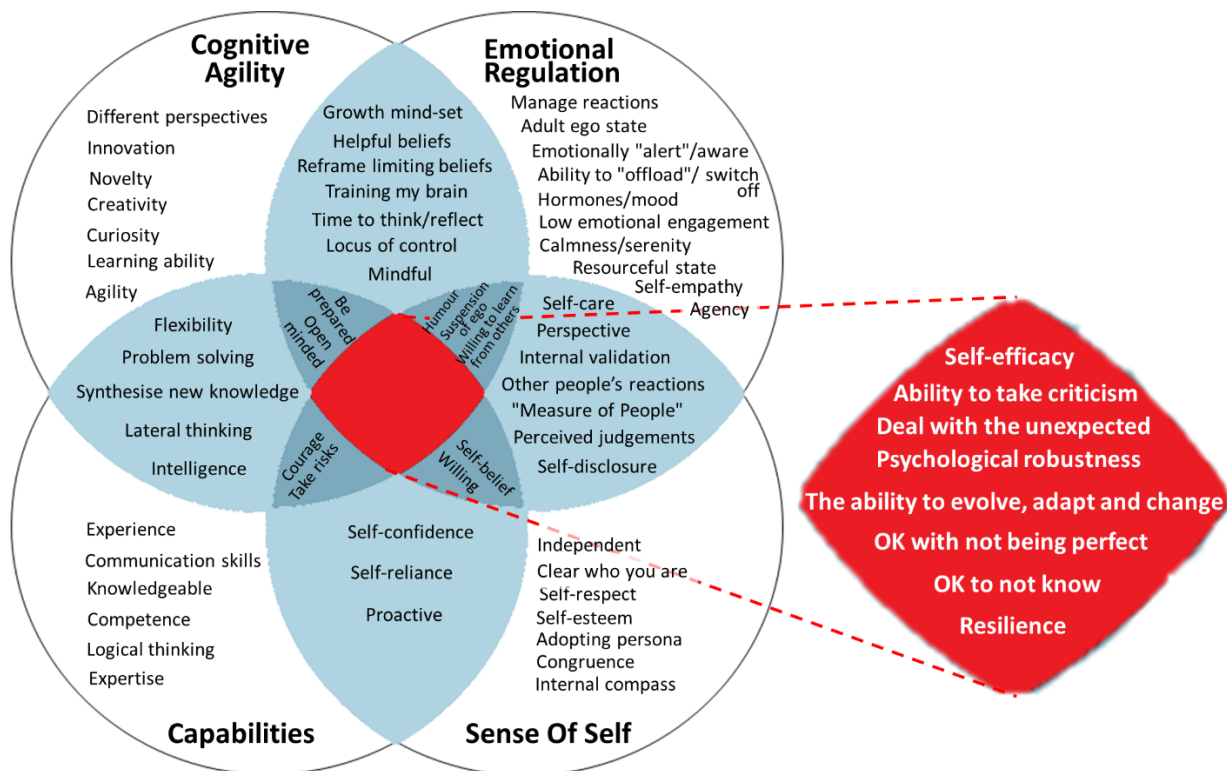 Cognitive
Agility
Different perspectives
Innovation
Novelty
Creativity
Curiosity
Learning ability
Agility
Growth mind-set
Helpful beliefs
Reframe limiting beliefs
Training my brain
Time to think/reflect
Locus of control
Mindful
Emotional
Regulation
Manage reactions
Adult ego state
Emotionally "alert"/aware
Ability to "offload"/ switch
off
Hormones/mood
Low emotional engagement
Calmness/serenity
Resourceful state
Self-empathy
Agency
Be
prepared
Open
minded
Humour
Suspension
of ego
Willing to learn
from others
Flexibility
Problem solving
Synthesise new knowledge
Lateral thinking
Intelligence
Self-care
Perspective
Internal validation
Other people's reactions
"Measure of People"
Perceived judgements
Self-disclosure
Courage
Take risks
Self-belief
Willing
Experience
Communication skills
Knowledgeable
Competence
Logical thinking
Expertise
Capabilities
Self-confidence
Self-reliance
Proactive
Independent
Clear who you are
Self-respect
Self-esteem
Adopting persona
Congruence
Internal compass
Sense Of Self
Self-efficacy
Ability to take criticism
Deal with the unexpected
Psychological robustness
The ability to evolve, adapt and change
OK with not being perfect
OK to not know
Resilience